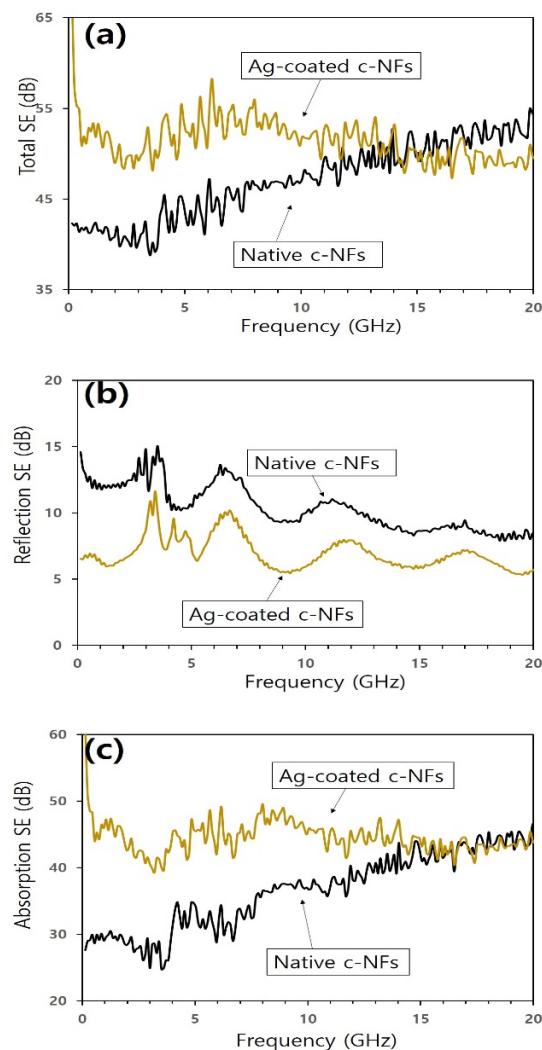 65
(a)
Ag-coated c-NFs
55
Total SE (dB)
45
Native c-NFs
35
0 5 10 15 20
Frequency (GHz)
20
(b)
Native c-NFs
15
Reflection SE (dB)
10
5
Ag-coated c-NFs
0
0 5 10 15 20
Frequency (GHz)
60
(c)
Ag-coated c-NFs
50
Absorption SE (dB)
40
30
Native c-NFs
20
0 5 10 15 20
Frequency (GHz)